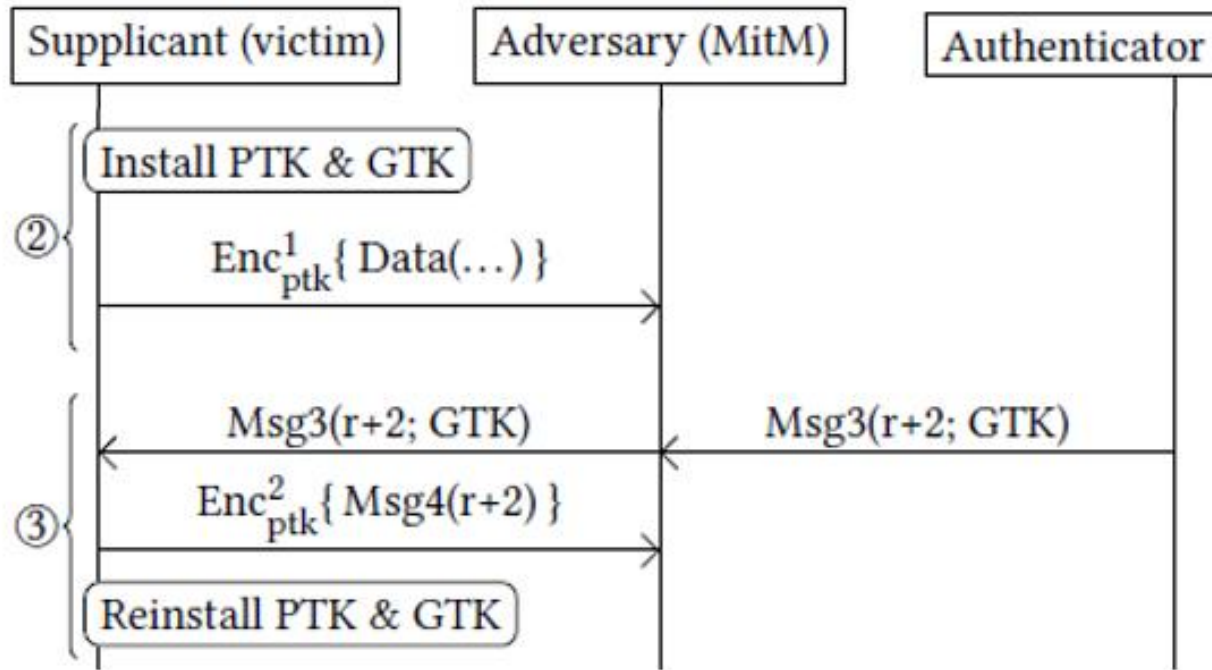 Supplicant (victim)
Adversary (MitM)
Authenticator
②
Install PTK & GTK
Enc¹ptk{ Data(…) }
Msg3(r+2; GTK)
Msg3(r+2; GTK)
③
Enc²ptk{ Msg4(r+2) }
Reinstall PTK & GTK